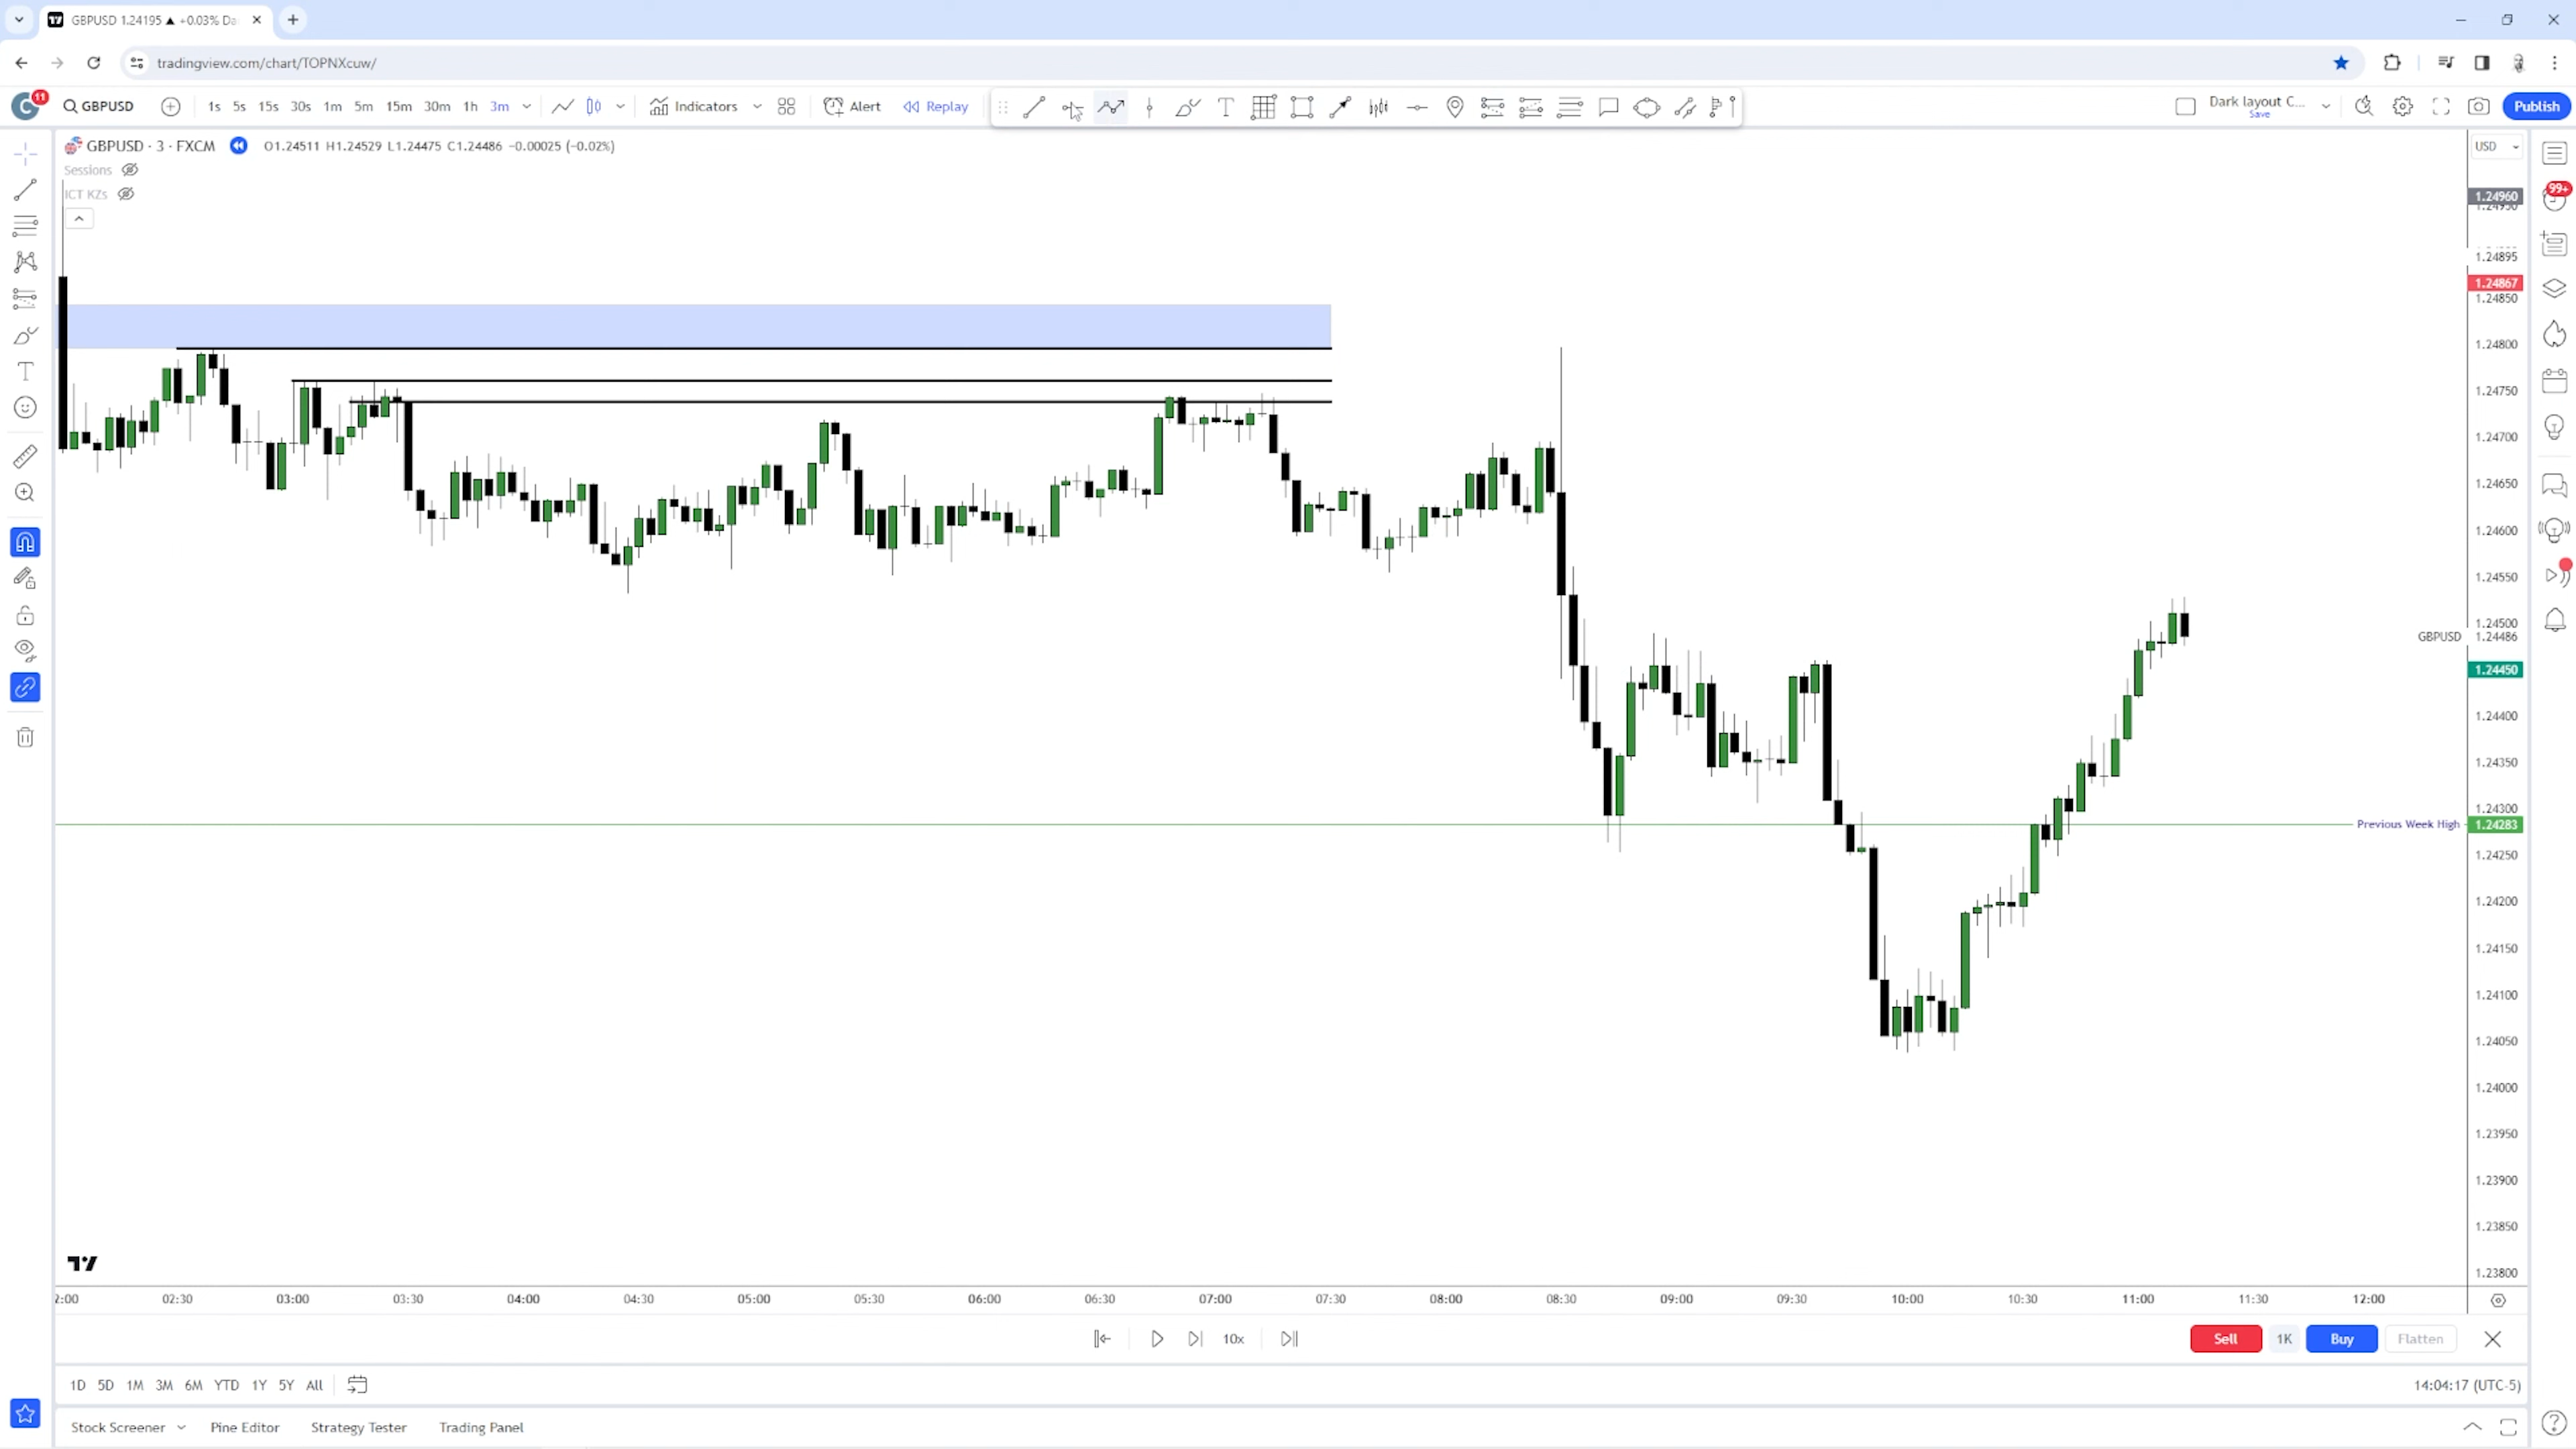 GBPUSD 1.24195 ▲ +0.03% Da
tradingview.com/chart/TOPNXcuw/
C 11 GBPUSD 1s 5s 15s 30s 1m 5m 15m 30m 1h 3m Indicators Alert Replay Dark layout C... Publish
Save
GBPUSD · 3 · FXCM O1.24511 H1.24529 L1.24475 C1.24486 −0.00025 (−0.02%)
USD
Sessions
ICT KZs
99+
1.24960
1.24895
1.24867
1.24850
1.24800
1.24750
1.24700
1.24650
1.24600
1.24550
1.24500
GBPUSD 1.24486
1.24450
1.24400
1.24350
1.24300
Previous Week High 1.24283
1.24250
1.24200
1.24150
1.24100
1.24050
1.24000
1.23950
1.23900
1.23850
1.23800
2:00 02:30 03:00 03:30 04:00 04:30 05:00 05:30 06:00 06:30 07:00 07:30 08:00 08:30 09:00 09:30 10:00 10:30 11:00 11:30 12:00
10x Sell 1K Buy Flatten
1D 5D 1M 3M 6M YTD 1Y 5Y All 14:04:17 (UTC-5)
Stock Screener Pine Editor Strategy Tester Trading Panel